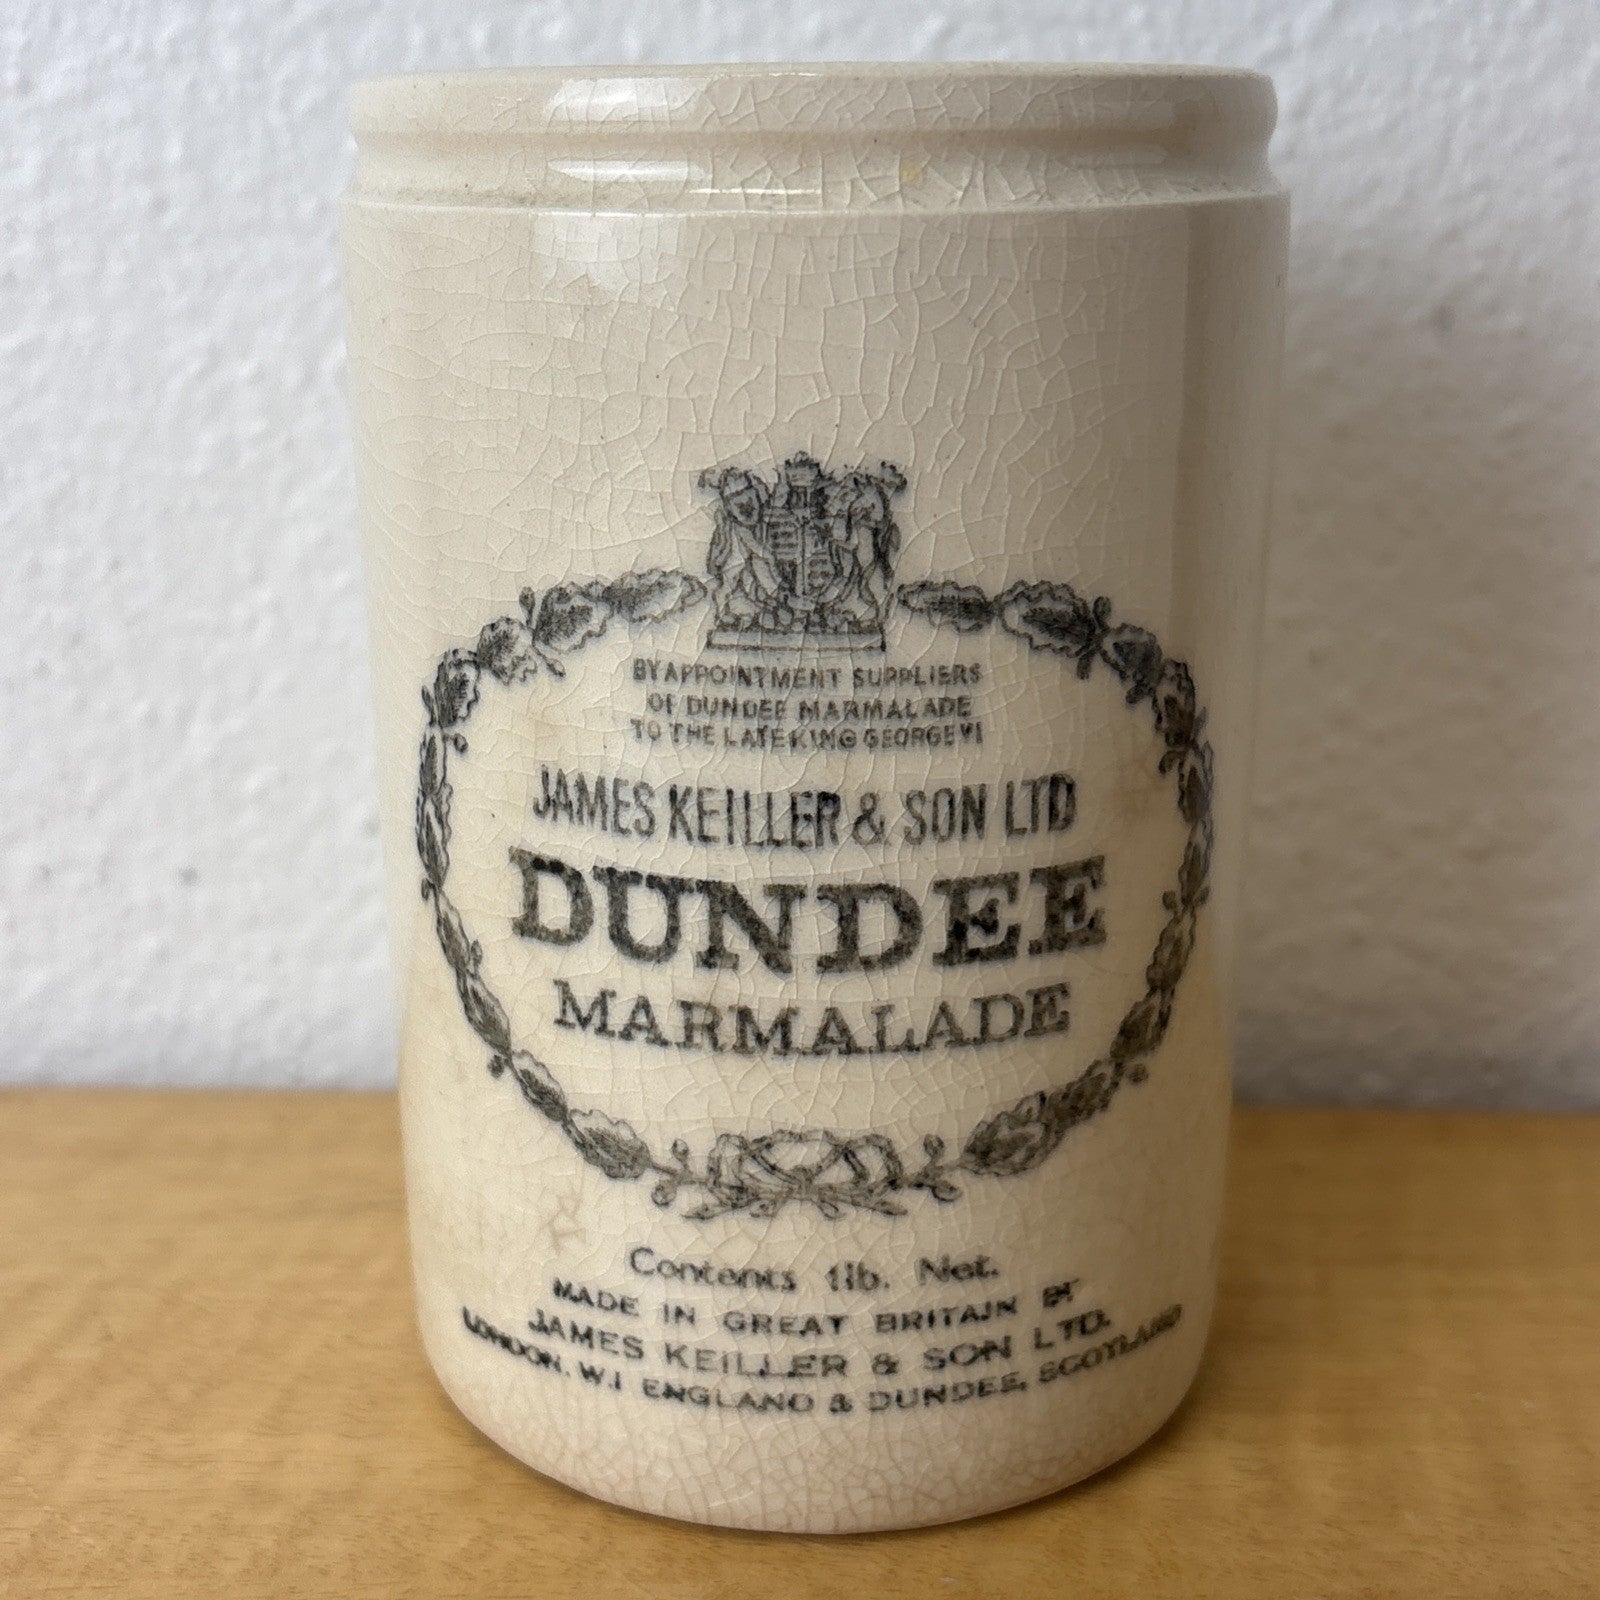 BY APPOINTMENT SUPPLIERS
OF DUNDEE MARMALADE
TO THE LATE KING GEORGE VI
JAMES KEILLER & SON LTD
DUNDEE
MARMALADE
Contents 1lb. Net.
MADE IN GREAT BRITAIN BY
JAMES KEILLER & SON LTD.
LONDON. W.1 ENGLAND & DUNDEE, SCOTLAND